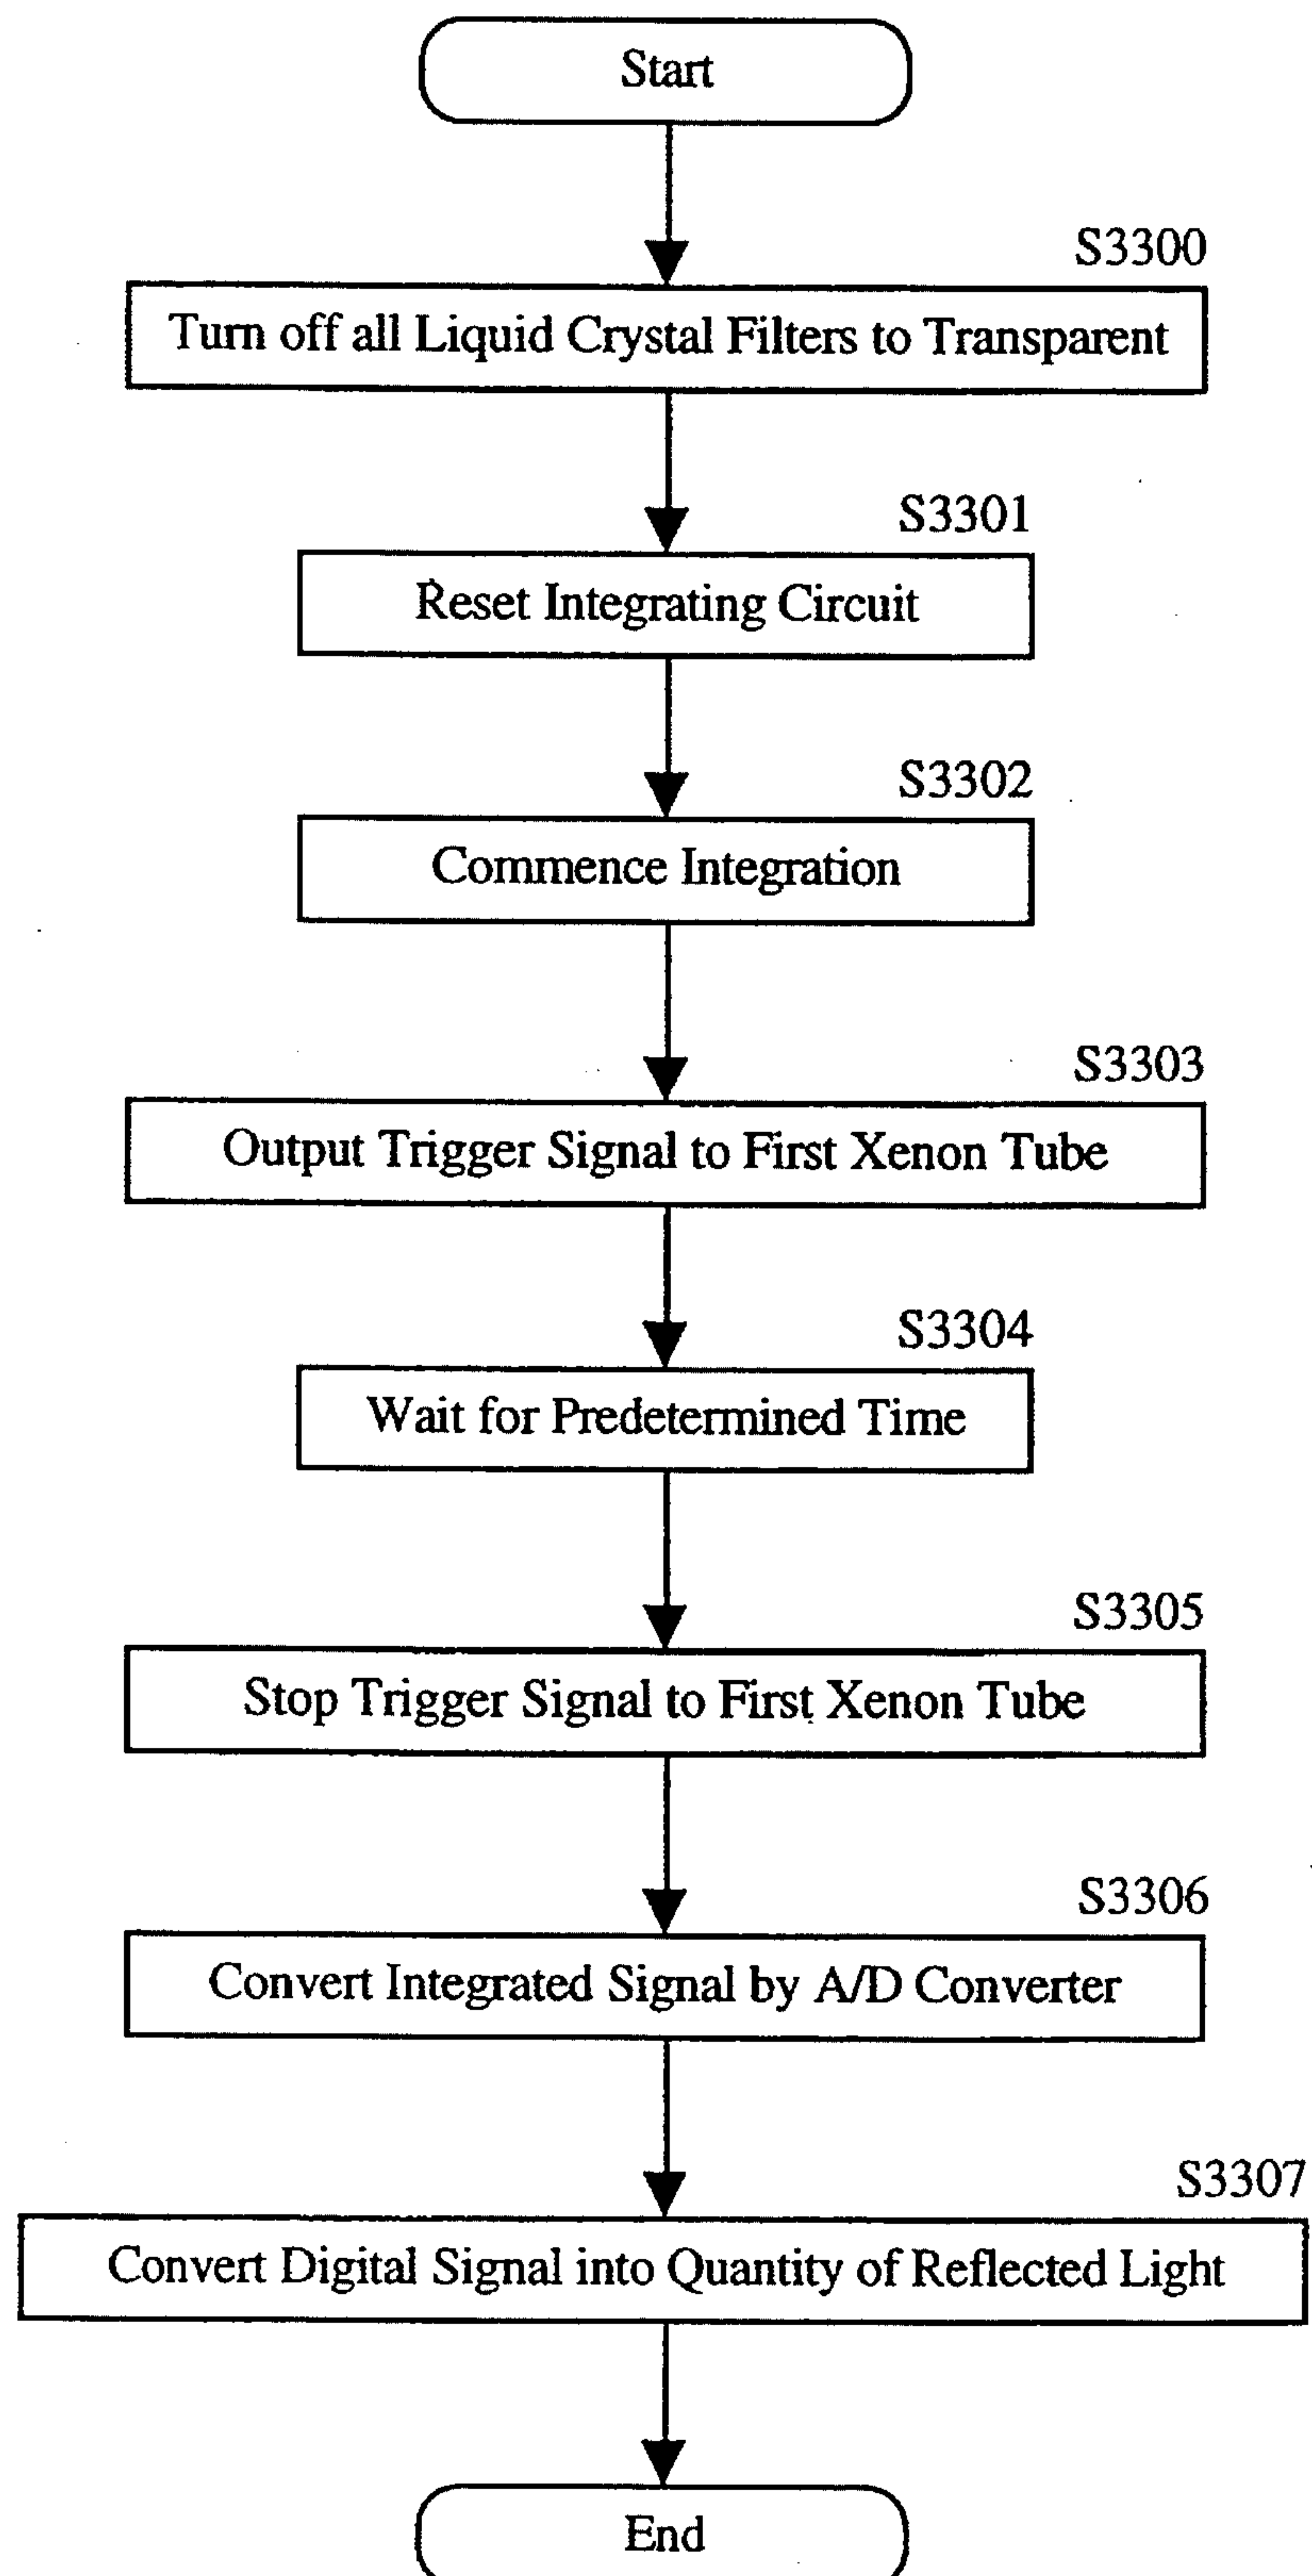 Start
S3300
Turn off all Liquid Crystal Filters to Transparent
S3301
Reset Integrating Circuit
S3302
Commence Integration
S3303
Output Trigger Signal to First Xenon Tube
S3304
Wait for Predetermined Time
S3305
Stop Trigger Signal to First Xenon Tube
S3306
Convert Integrated Signal by A/D Converter
S3307
Convert Digital Signal into Quantity of Reflected Light
End